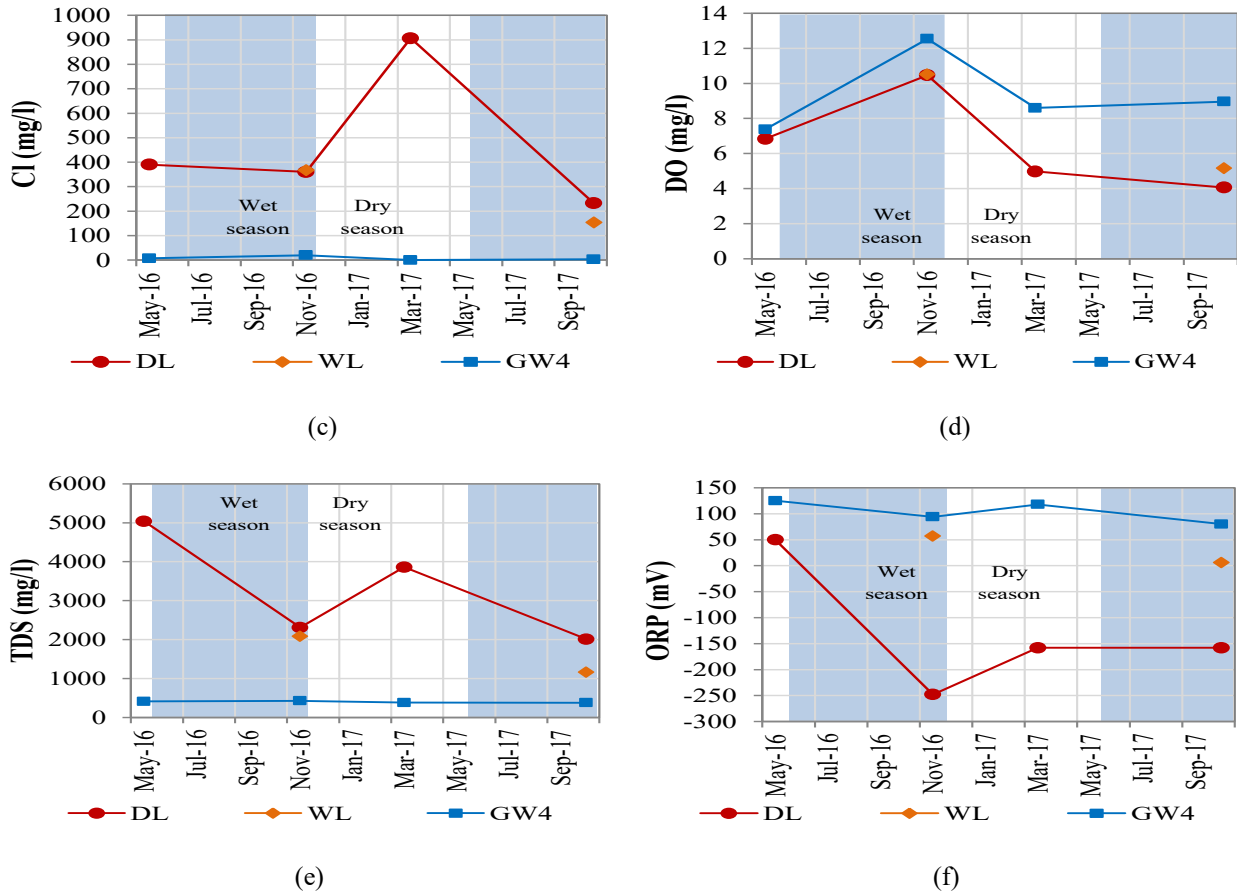 Cl (mg/l)
1000
900
800
700
600
500
400
300
200
100
0
Wet season
Dry season
May-16
Jul-16
Sep-16
Nov-16
Jan-17
Mar-17
May-17
Jul-17
Sep-17
DL WL GW4
(c)
DO (mg/l)
14
12
10
8
6
4
2
0
Wet season
Dry season
May-16
Jul-16
Sep-16
Nov-16
Jan-17
Mar-17
May-17
Jul-17
Sep-17
DL WL GW4
(d)
TDS (mg/l)
6000
5000
4000
3000
2000
1000
0
Wet season
Dry season
May-16
Jul-16
Sep-16
Nov-16
Jan-17
Mar-17
May-17
Jul-17
Sep-17
DL WL GW4
(e)
ORP (mV)
150
100
50
0
-50
-100
-150
-200
-250
-300
Wet season
Dry season
May-16
Jul-16
Sep-16
Nov-16
Jan-17
Mar-17
May-17
Jul-17
Sep-17
DL WL GW4
(f)